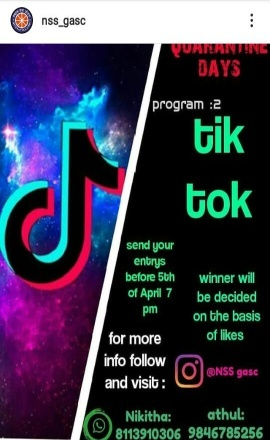 nss_gasc
QUARANTINE
DAYS
program :2
tik
tok
send your
entrys
before 5th
of April 7
pm
winner will
be decided
on the basis
of likes
for more
info follow
and visit :
@NSS gasc
Nikitha:
8113910306
athul:
9846785256